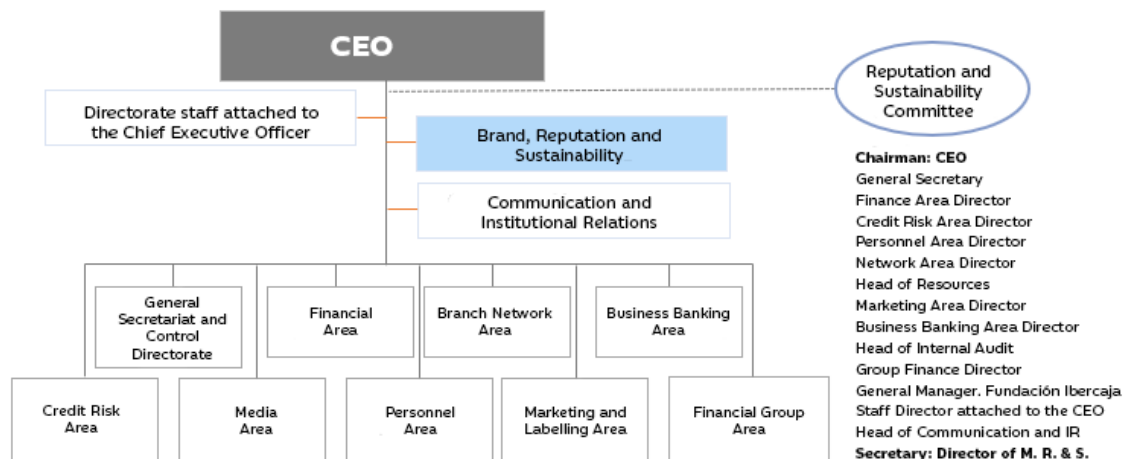 CEO
Directorate staff attached to
the Chief Executive Officer
Brand, Reputation and
Sustainability
Communication and
Institutional Relations
Reputation and
Sustainability
Committee
General
Secretariat and
Control
Directorate
Financial
Area
Branch Network
Area
Business Banking
Area
Credit Risk
Area
Media
Area
Personnel
Area
Marketing and
Labelling Area
Financial Group
Area
Chairman: CEO
General Secretary
Finance Area Director
Credit Risk Area Director
Personnel Area Director
Network Area Director
Head of Resources
Marketing Area Director
Business Banking Area Director
Head of Internal Audit
Group Finance Director
General Manager. Fundación Ibercaja
Staff Director attached to the CEO
Head of Communication and IR
Secretary: Director of M. R. & S.